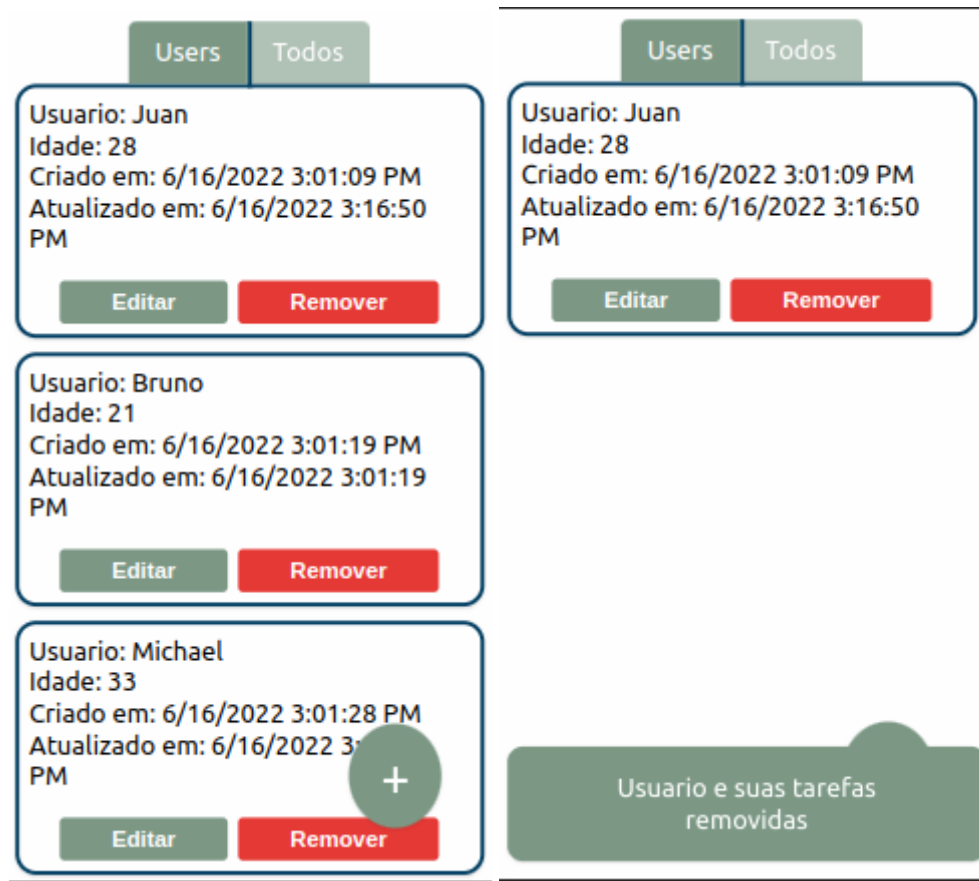 Users Todos
Usuario: Juan
Idade: 28
Criado em: 6/16/2022 3:01:09 PM
Atualizado em: 6/16/2022 3:16:50
PM
Editar Remover
Usuario: Bruno
Idade: 21
Criado em: 6/16/2022 3:01:19 PM
Atualizado em: 6/16/2022 3:01:19
PM
Editar Remover
Usuario: Michael
Idade: 33
Criado em: 6/16/2022 3:01:28 PM
Atualizado em: 6/16/2022 3:
PM
+
Editar Remover
Users Todos
Usuario: Juan
Idade: 28
Criado em: 6/16/2022 3:01:09 PM
Atualizado em: 6/16/2022 3:16:50
PM
Editar Remover
Usuario e suas tarefas
removidas